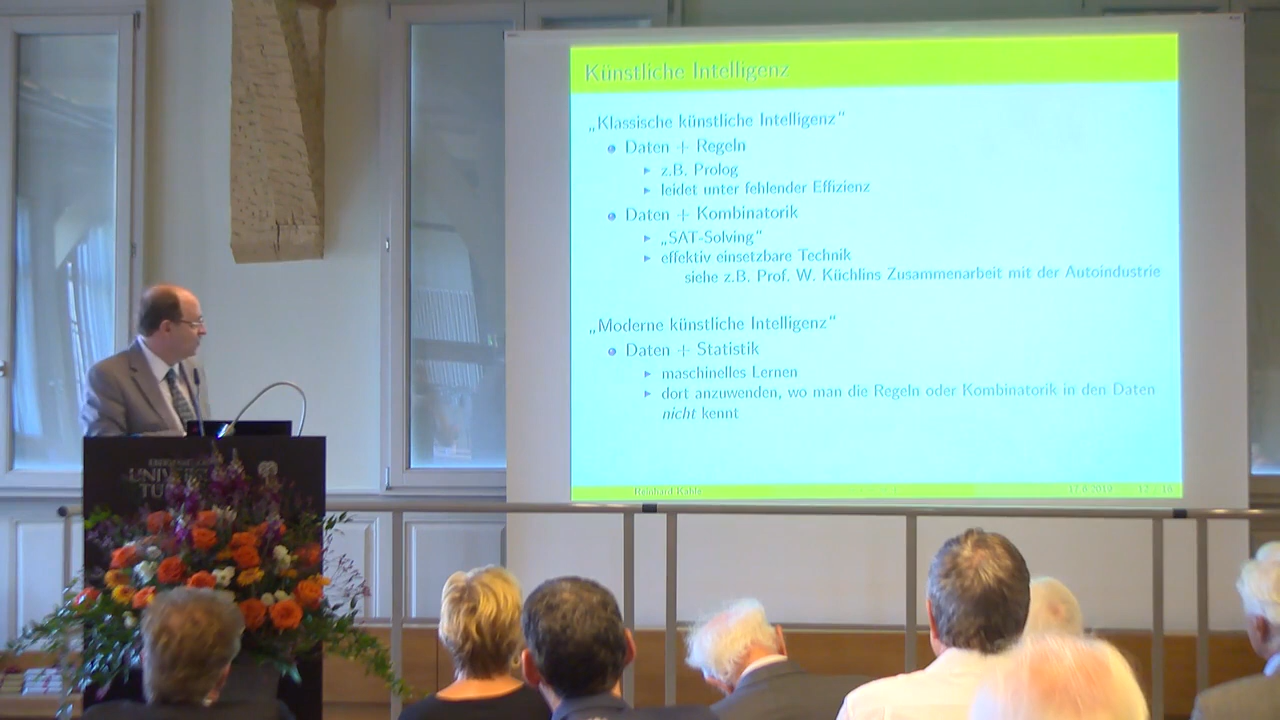 Künstliche Intelligenz
„Klassische künstliche Intelligenz“
Daten + Regeln
z.B. Prolog
leidet unter fehlender Effizienz
Daten + Kombinatorik
„SAT-Solving“
effektiv einsetzbare Technik
siehe z.B. Prof. W. Küchlins Zusammenarbeit mit der Autoindustrie
„Moderne künstliche Intelligenz“
Daten + Statistik
maschinelles Lernen
dort anzuwenden, wo man die Regeln oder Kombinatorik in den Daten
nicht kennt
Reinhard Kahle